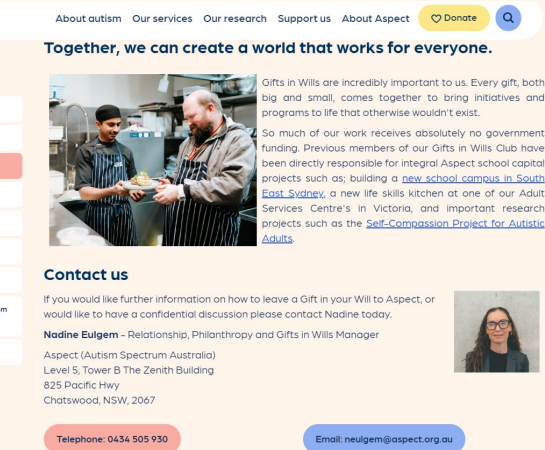 About autism Our services Our research Support us About Aspect Donate
Together, we can create a world that works for everyone.
Gifts in Wills are incredibly important to us. Every gift, both
big and small, comes together to bring initiatives and
programs to life that otherwise wouldn't exist.
So much of our work receives absolutely no government
funding. Previous members of our Gifts in Wills Club have
been directly responsible for integral Aspect school capital
projects such as; building a new school campus in South
East Sydney, a new life skills kitchen at one of our Adult
Services Centre's in Victoria, and important research
projects such as the Self-Compassion Project for Autistic
Adults.
Contact us
If you would like further information on how to leave a Gift in your Will to Aspect, or
would like to have a confidential discussion please contact Nadine today.
m
Nadine Eulgem - Relationship, Philanthropy and Gifts in Wills Manager
Aspect (Autism Spectrum Australia)
Level 5, Tower B The Zenith Building
825 Pacific Hwy
Chatswood, NSW, 2067
Telephone: 0434 505 930
Email: neulgem@aspect.org.au